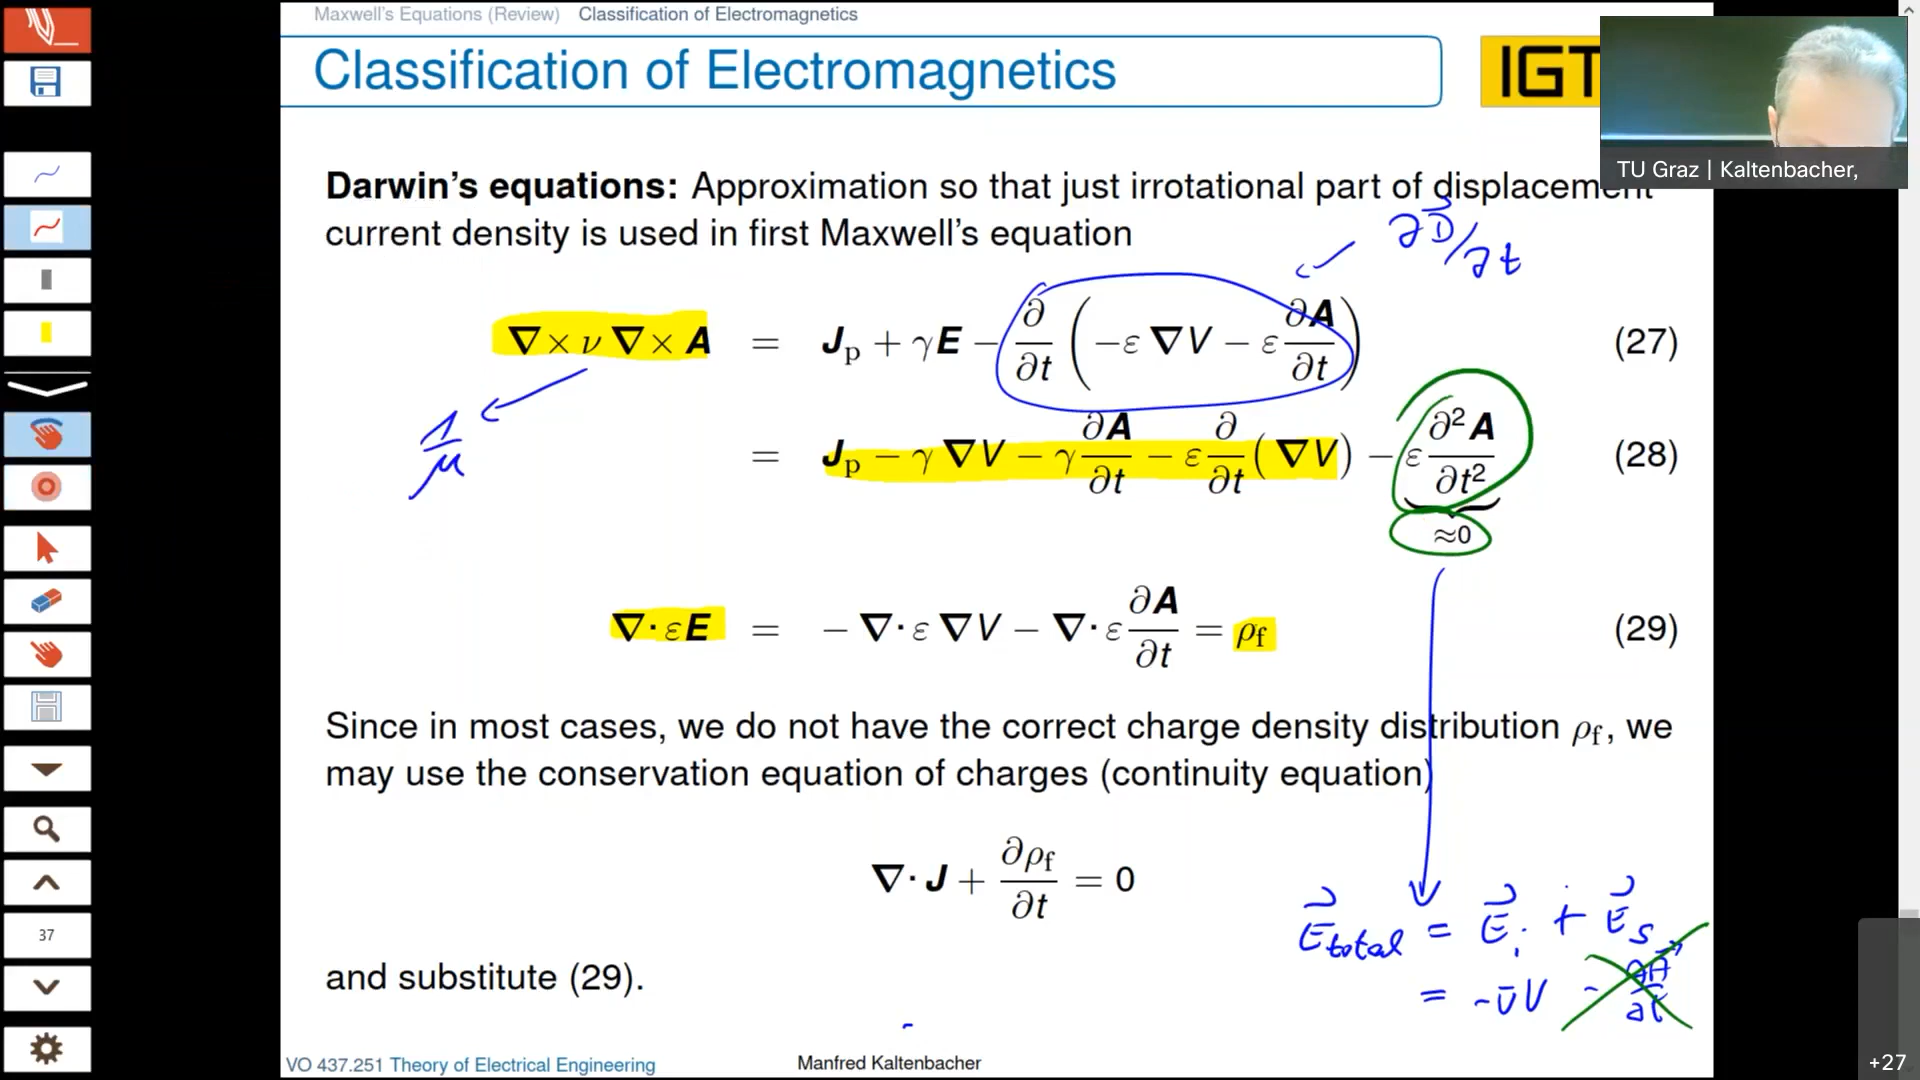 Maxwell's Equations (Review) Classification of Electromagnetics
Classification of Electromagnetics
IGT
TU Graz | Kaltenbacher,
Darwin's equations: Approximation so that just irrotational part of displacement
current density is used in first Maxwell's equation
∂D⃗/∂t
∇×ν∇×A = J_p + γE − ∂/∂t (−ε∇V − ε ∂A/∂t) (27)
1/μ
= J_p − γ∇V − γ ∂A/∂t − ε ∂/∂t (∇V) − ε ∂²A/∂t² (28)
≈0
∇·εE = −∇·ε∇V − ∇·ε ∂A/∂t = ρ_f (29)
Since in most cases, we do not have the correct charge density distribution ρ_f, we
may use the conservation equation of charges (continuity equation)
∇·J + ∂ρ_f/∂t = 0
E⃗_total = E⃗_i + E⃗_s
= -∇V - ∂A⃗/∂t
and substitute (29).
VO 437.251 Theory of Electrical Engineering Manfred Kaltenbacher
37
+27